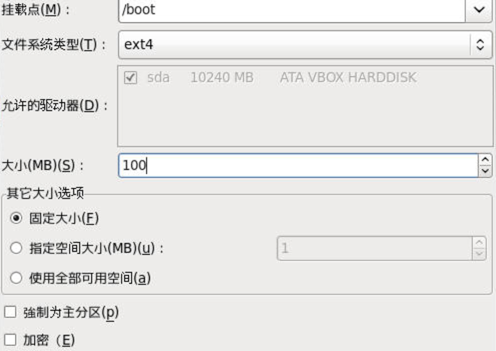 挂载点(M)： /boot
文件系统类型(T)： ext4
sda 10240 MB ATA VBOX HARDDISK
允许的驱动器(D)：
大小(MB)(S)： 100
其它大小选项
固定大小(F)
指定空间大小(MB)(u)： 1
使用全部可用空间(a)
強制为主分区(p)
加密（E)